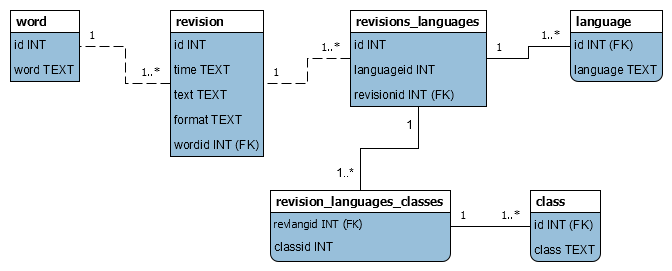 word
id INT
word TEXT
1
1..*
revision
id INT
time TEXT
text TEXT
format TEXT
wordid INT (FK)
1
1..*
revisions_languages
id INT
languageid INT
revisionid INT (FK)
1
1..*
language
id INT (FK)
language TEXT
1
1..*
revision_languages_classes
revlangid INT (FK)
classid INT
1
1..*
class
id INT (FK)
class TEXT